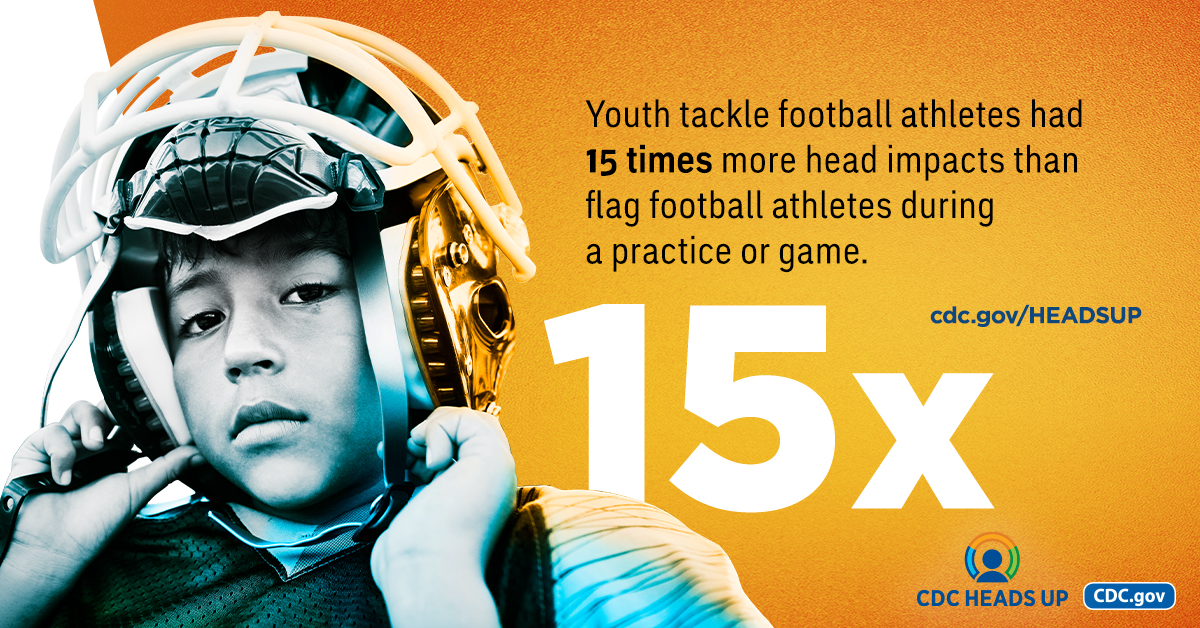 Youth tackle football athletes had
15 times more head impacts than
flag football athletes during
a practice or game.
15x
cdc.gov/HEADSUP
CDC HEADS UP
CDC.gov